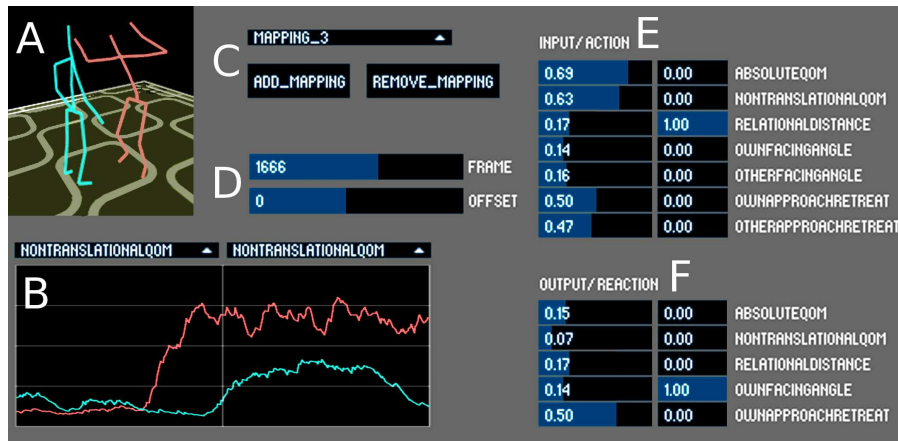 A
C
MAPPING_3
ADD_MAPPING REMOVE_MAPPING
D
1666 FRAME
0 OFFSET
NONTRANSLATIONALQOM NONTRANSLATIONALQOM
B
INPUT/ACTION E
0.69 0.00 ABSOLUTEQOM
0.63 0.00 NONTRANSLATIONALQOM
0.17 1.00 RELATIONALDISTANCE
0.14 0.00 OWNFACINGANGLE
0.16 0.00 OTHERFACINGANGLE
0.50 0.00 OWNAPPROACHRETREAT
0.47 0.00 OTHERAPPROACHRETREAT
OUTPUT/REACTION F
0.15 0.00 ABSOLUTEQOM
0.07 0.00 NONTRANSLATIONALQOM
0.17 0.00 RELATIONALDISTANCE
0.14 1.00 OWNFACINGANGLE
0.50 0.00 OWNAPPROACHRETREAT